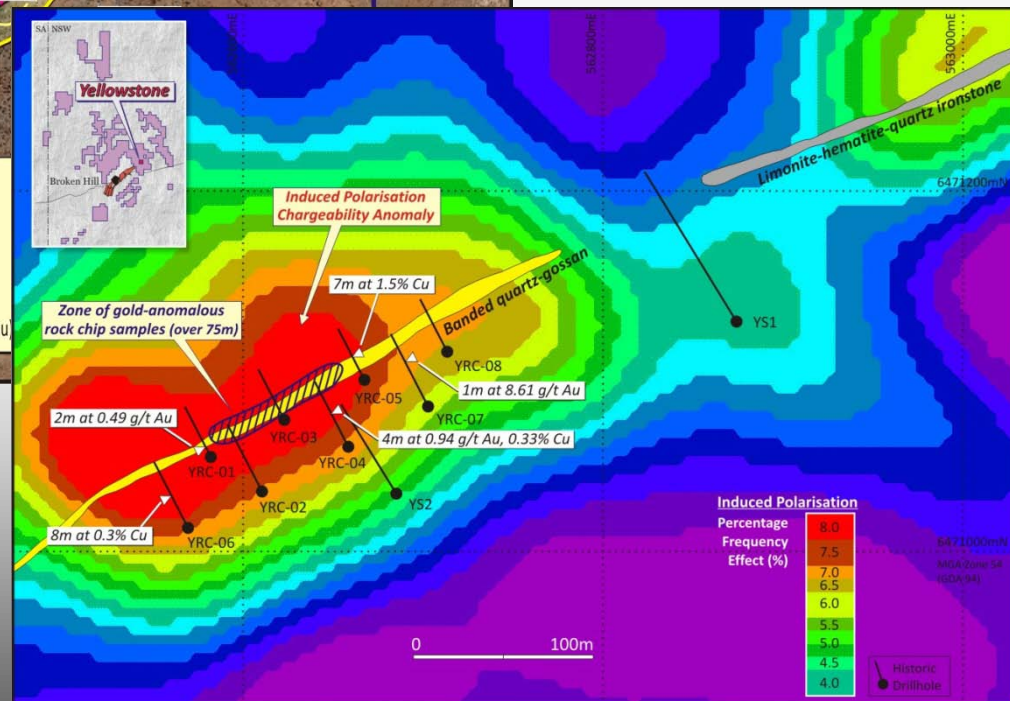 SA NSW
Yellowstone
Broken Hill
562800mE
563000mE
Limonite-hematite-quartz ironstone
6471200mN
Induced Polarisation
Chargeability Anomaly
7m at 1.5% Cu
Banded quartz-gossan
Zone of gold-anomalous
rock chip samples (over 75m)
YS1
YRC-08
YRC-05
1m at 8.61 g/t Au
YRC-07
2m at 0.49 g/t Au
YRC-03
4m at 0.94 g/t Au, 0.33% Cu
YRC-04
YRC-01
YRC-02
YS2
8m at 0.3% Cu
YRC-06
Induced Polarisation
Percentage
Frequency
Effect (%)
8.0
7.5
7.0
6.5
6.0
5.5
5.0
4.5
4.0
6471000mN
MGA Zone 54
(GDA 94)
0 100m
Historic
Drillhole
u)